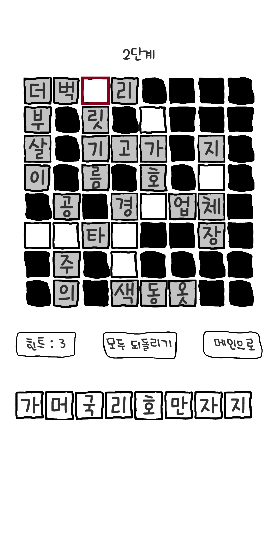 2단계
더 벅 리
부 릿
살 기 고 가 지
이 름 호
공 경 업 체
타 장
주
의 색 동 옷
힌트 : 3 모두 되돌리기 메인으로
가 머 국 리 호 만 자 지